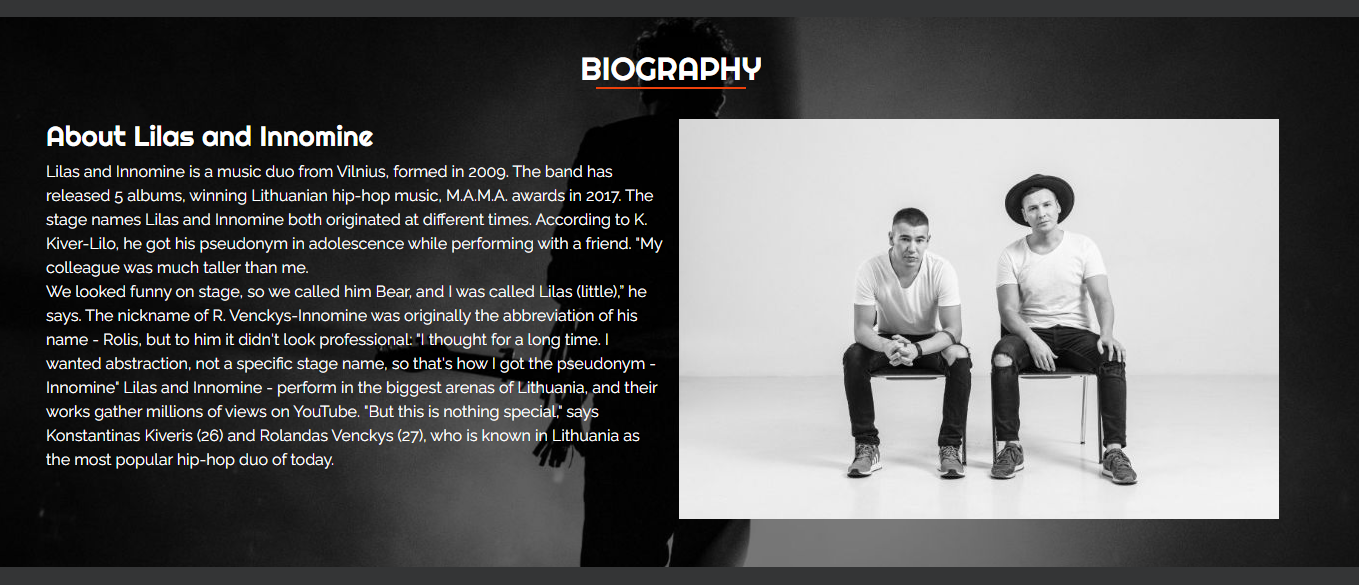 BIOGRAPHY
About Lilas and Innomine
Lilas and Innomine is a music duo from Vilnius, formed in 2009. The band has
released 5 albums, winning Lithuanian hip-hop music, M.A.M.A. awards in 2017. The
stage names Lilas and Innomine both originated at different times. According to K.
Kiver-Lilo, he got his pseudonym in adolescence while performing with a friend. "My
colleague was much taller than me.
We looked funny on stage, so we called him Bear, and I was called Lilas (little)," he
says. The nickname of R. Venckys-Innomine was originally the abbreviation of his
name - Rolis, but to him it didn't look professional: "I thought for a long time. I
wanted abstraction, not a specific stage name, so that's how I got the pseudonym -
Innomine" Lilas and Innomine - perform in the biggest arenas of Lithuania, and their
works gather millions of views on YouTube. "But this is nothing special," says
Konstantinas Kiveris (26) and Rolandas Venckys (27), who is known in Lithuania as
the most popular hip-hop duo of today.